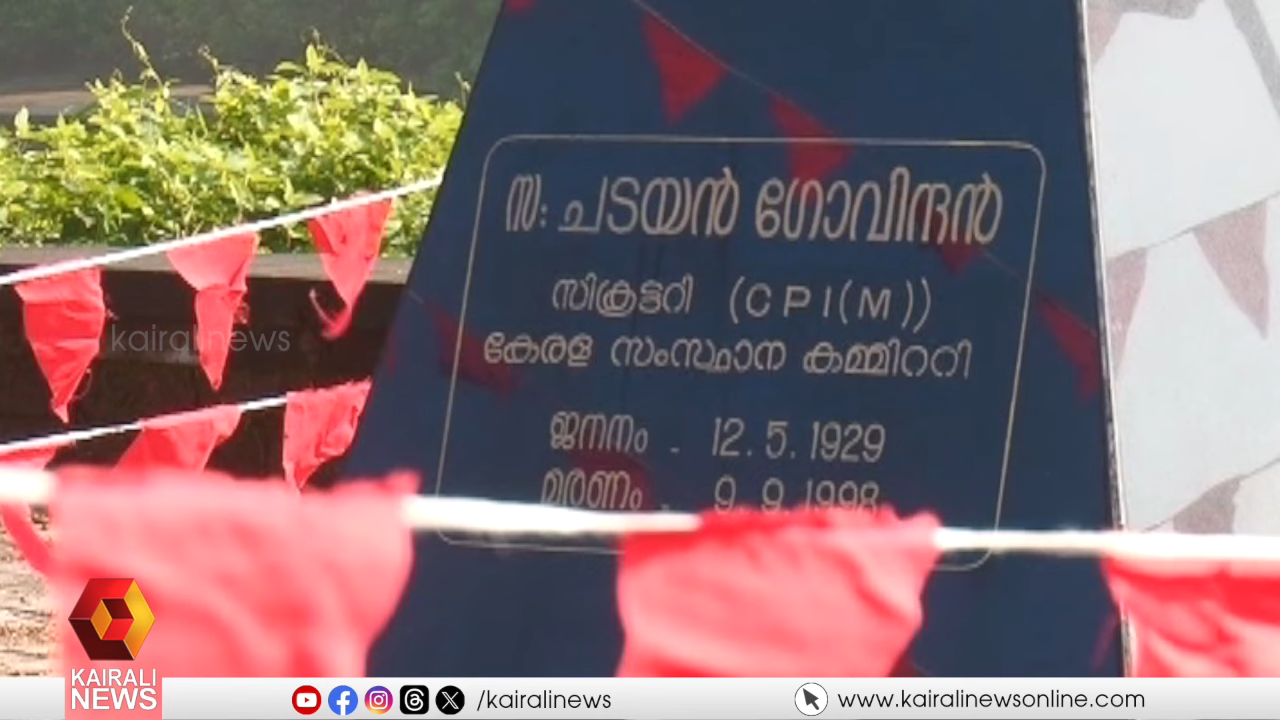 സ: ചടയൻ ഗോവിന്ദൻ
സിക്രട്ടറി (CPI(M))
കേരള സംസ്ഥാന കമ്മിററി
ജനനം - 12.5.1929
മരണം - 9.9.1998
kairalinews
KAIRALI
NEWS
/kairalinews
www.kairalinewsonline.com